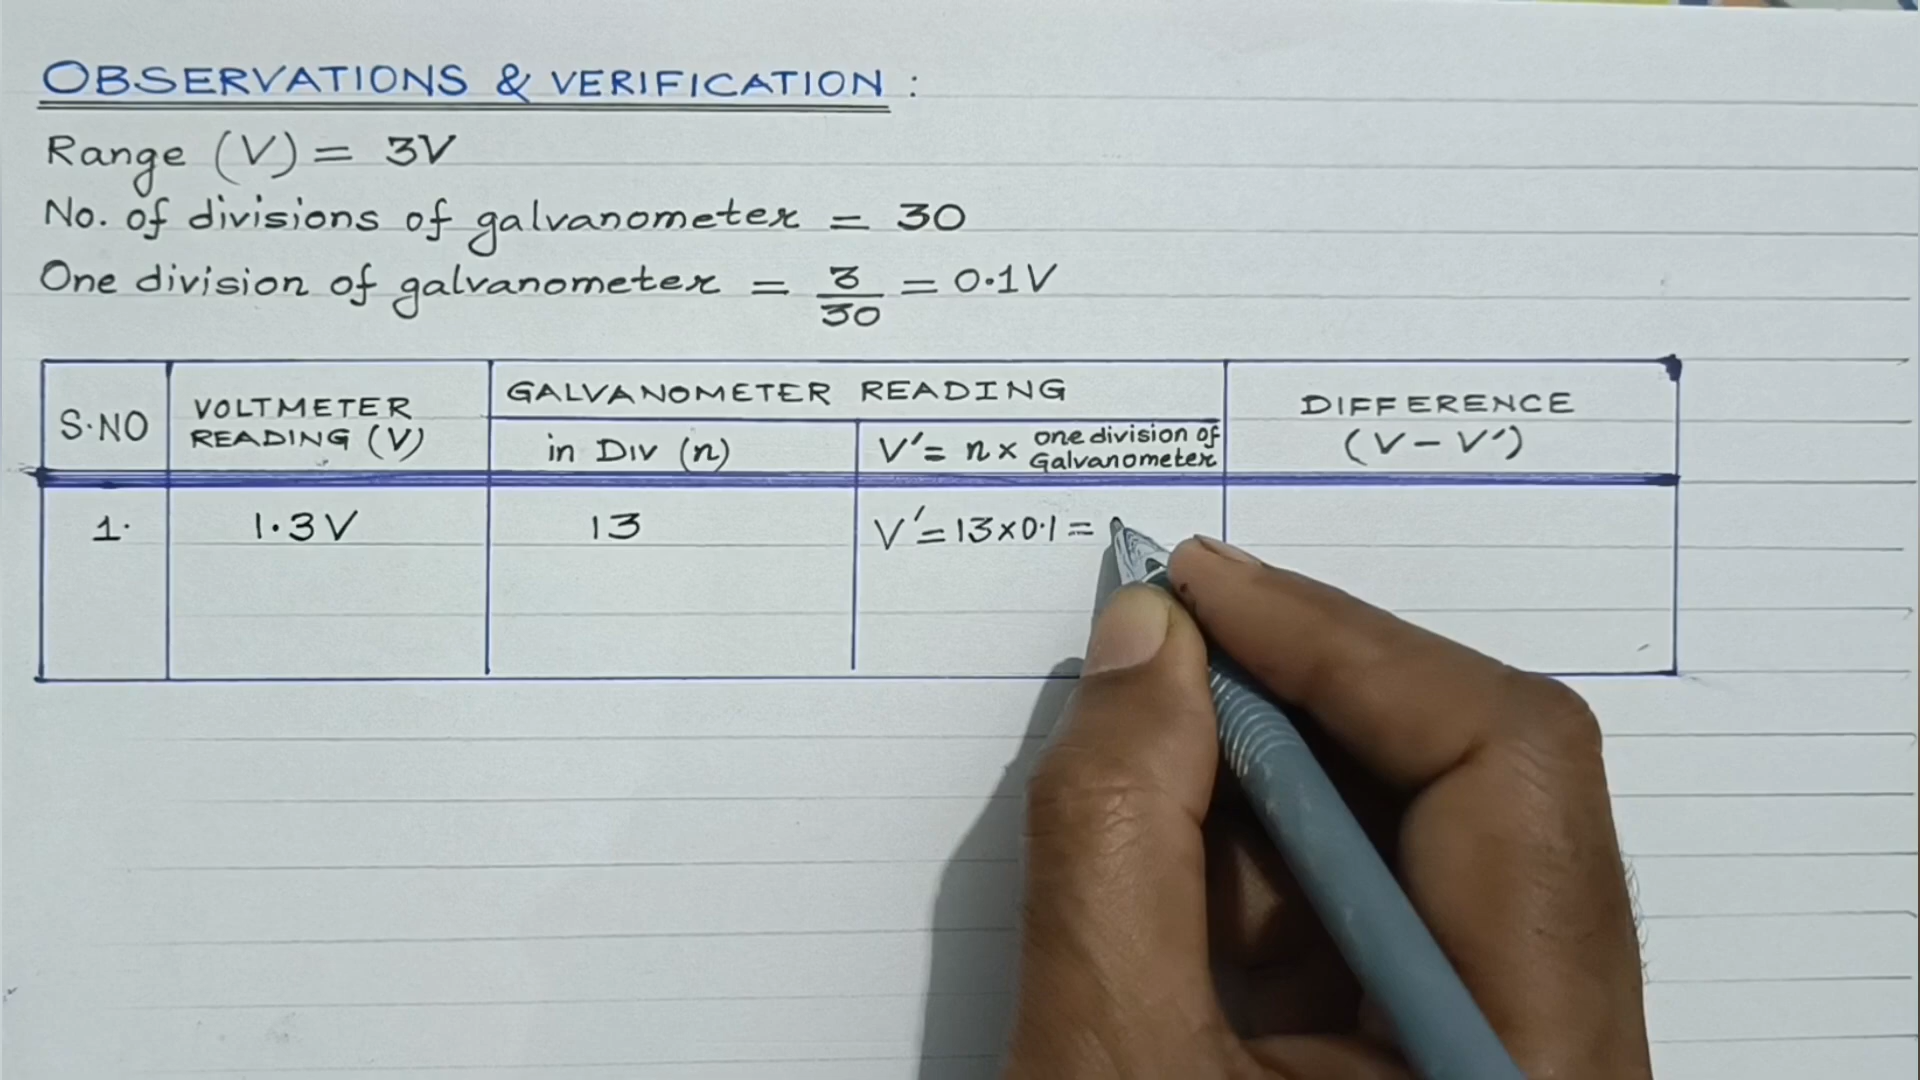 OBSERVATIONS & VERIFICATION :
Range (V) = 3V
No. of divisions of galvanometer = 30
One division of galvanometer = 3/30 = 0.1V
S.NO
VOLTMETER
READING (V)
GALVANOMETER READING
in DIV (n)
V' = n × one division of
Galvanometer
DIFFERENCE
(V – V')
1.
1.3V
13
V' = 13×0.1 =